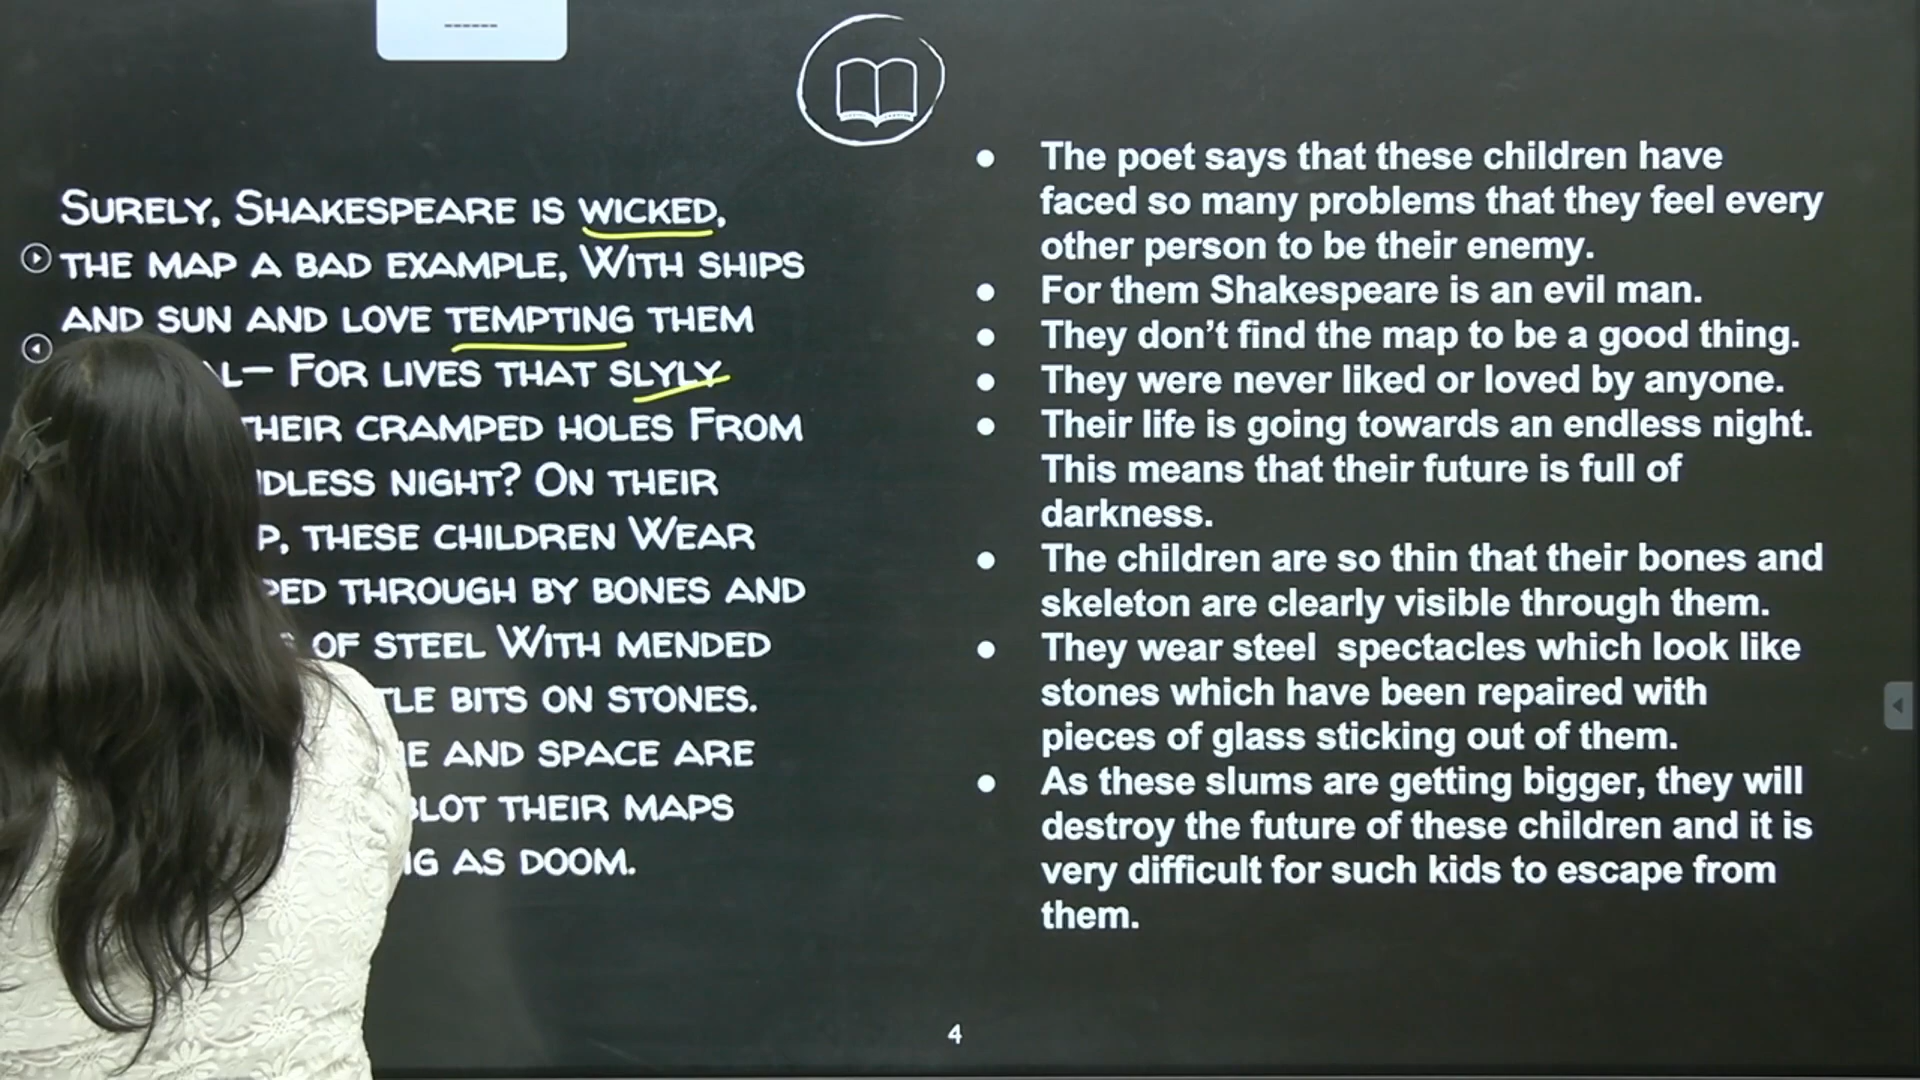 ------
SURELY, SHAKESPEARE IS WICKED,
THE MAP A BAD EXAMPLE, WITH SHIPS
AND SUN AND LOVE TEMPTING THEM
L– FOR LIVES THAT SLYLY
THEIR CRAMPED HOLES FROM
DLESS NIGHT? ON THEIR
P, THESE CHILDREN WEAR
PED THROUGH BY BONES AND
OF STEEL WITH MENDED
TLE BITS ON STONES.
E AND SPACE ARE
BLOT THEIR MAPS
G AS DOOM.
● The poet says that these children have
faced so many problems that they feel every
other person to be their enemy.
● For them Shakespeare is an evil man.
● They don’t find the map to be a good thing.
● They were never liked or loved by anyone.
● Their life is going towards an endless night.
This means that their future is full of
darkness.
● The children are so thin that their bones and
skeleton are clearly visible through them.
● They wear steel spectacles which look like
stones which have been repaired with
pieces of glass sticking out of them.
● As these slums are getting bigger, they will
destroy the future of these children and it is
very difficult for such kids to escape from
them.
4